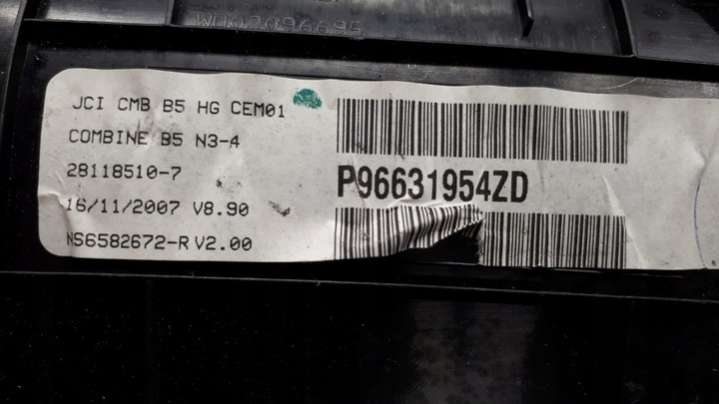 JCI CMB B5 HG CEM01
COMBINE B5 N3-4
28118510-7
16/11/2007 V8.90
NS6582672-R V2.00
P96631954ZD